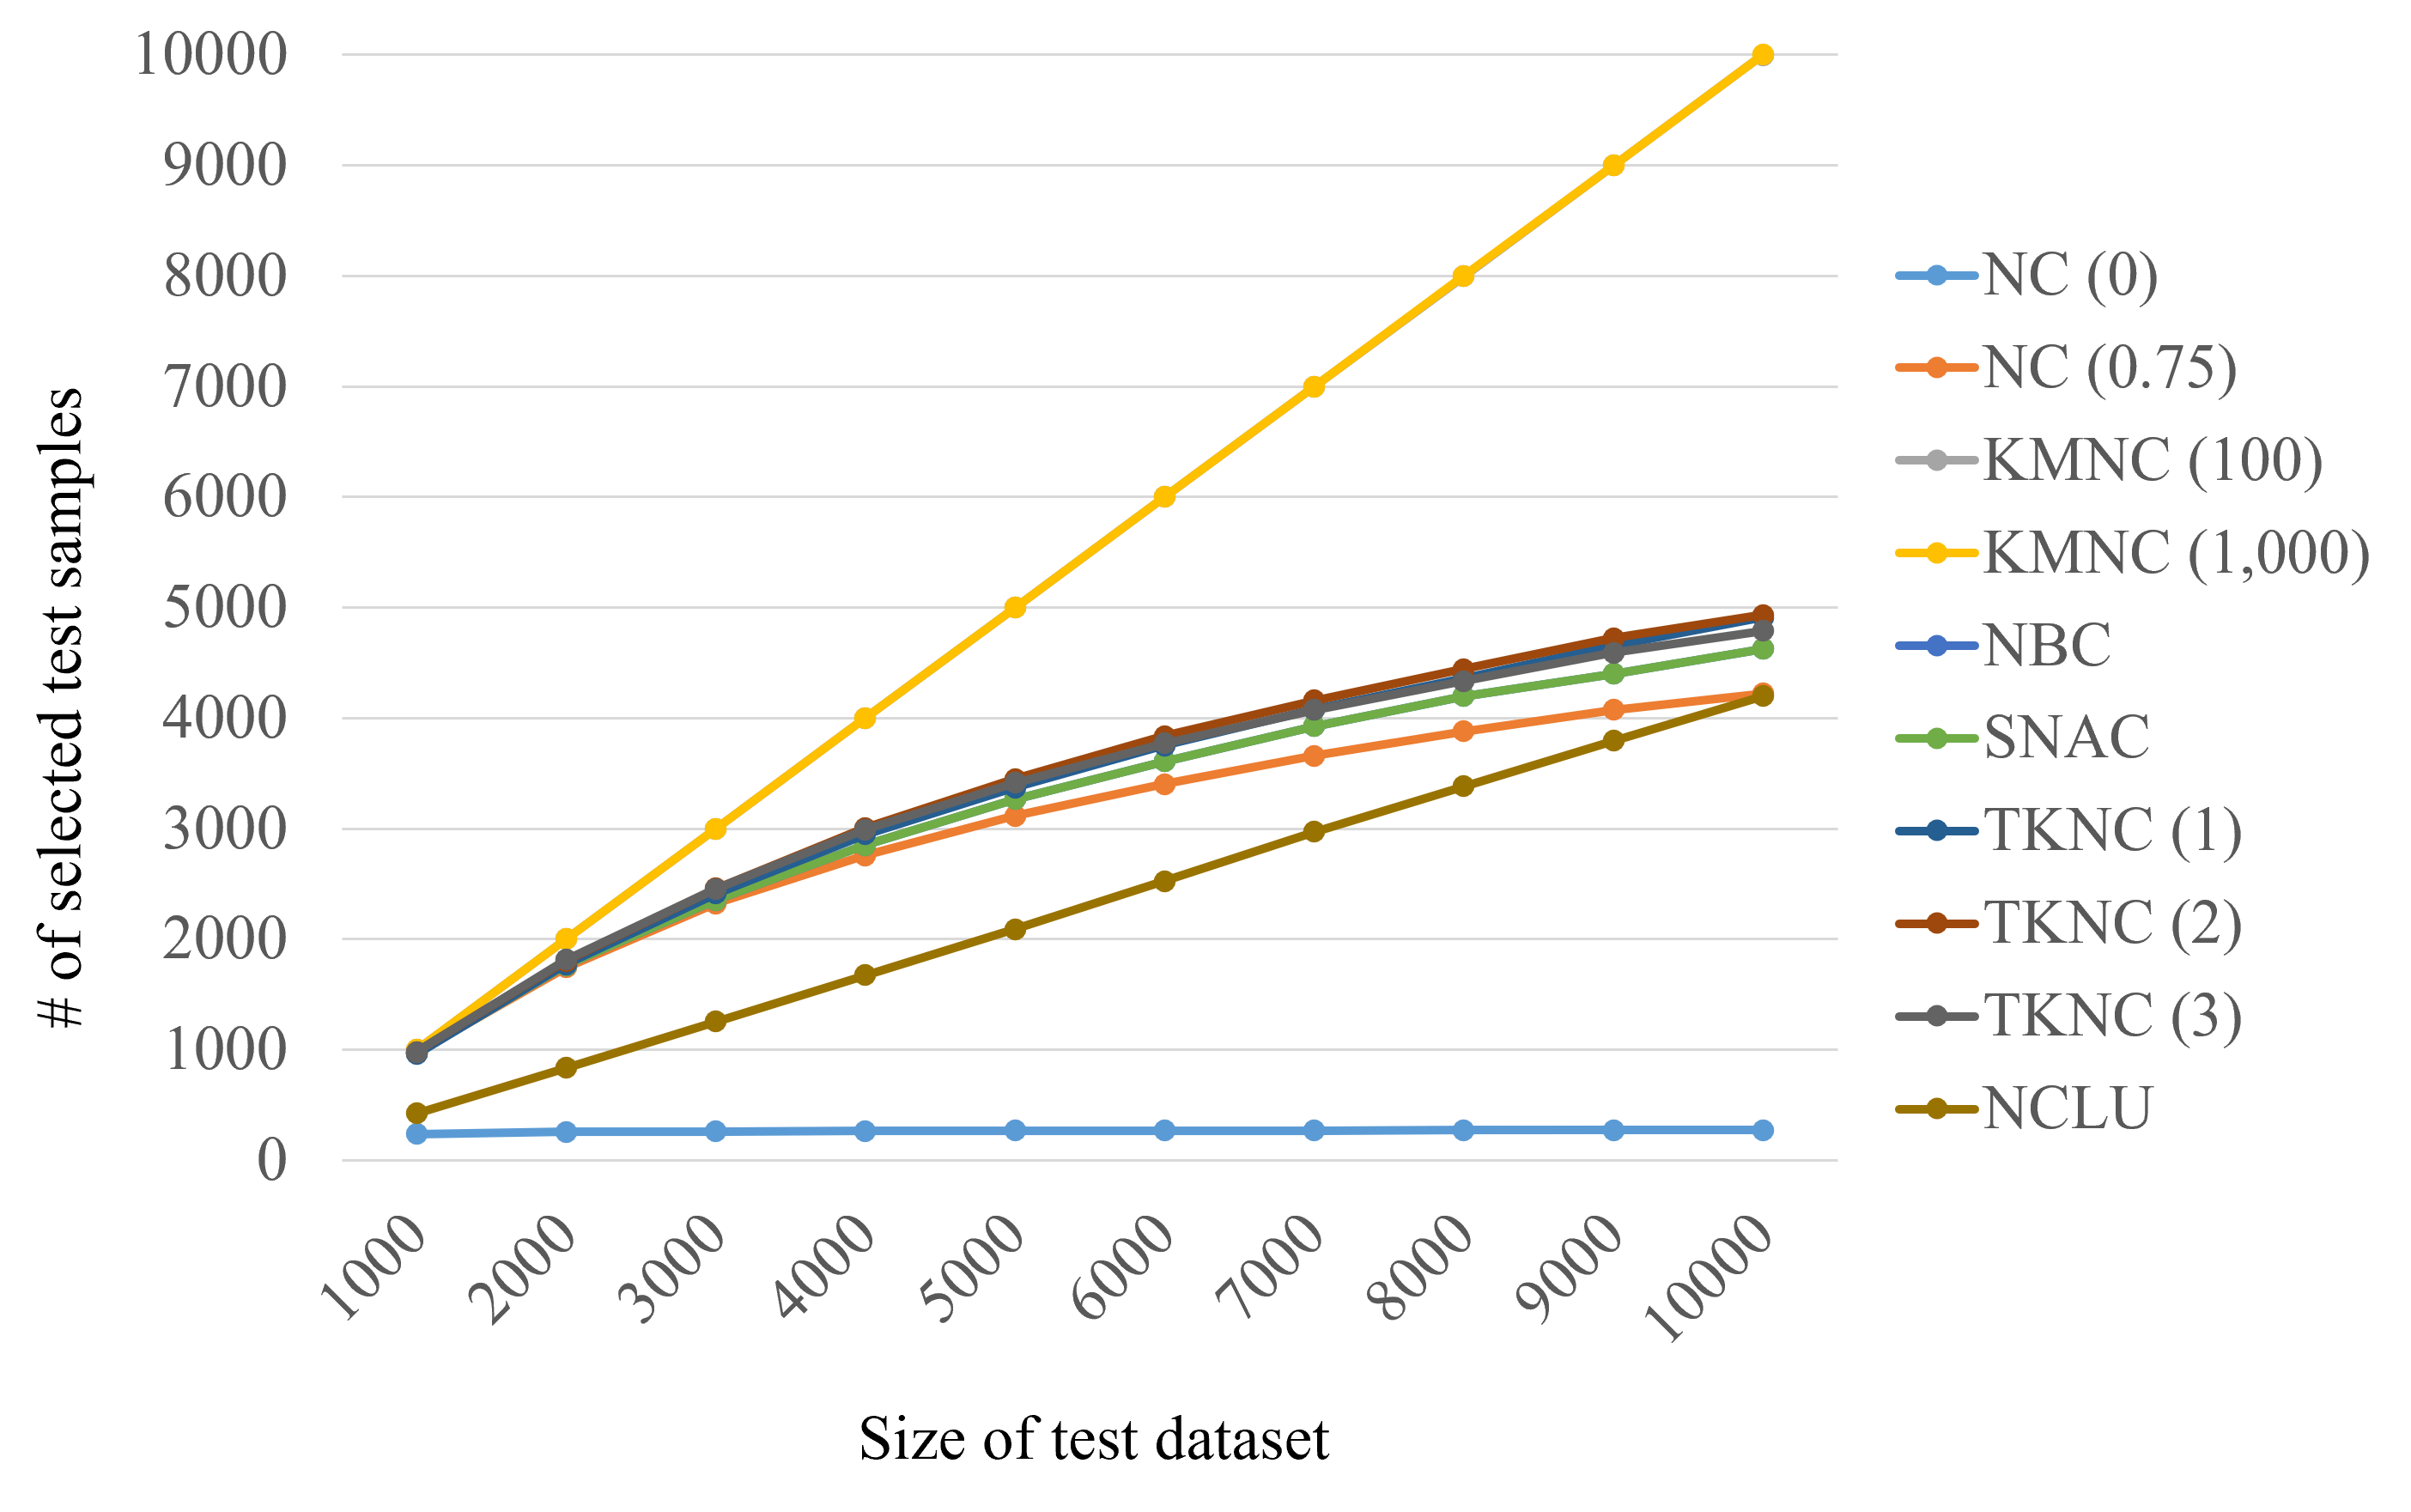 10000
9000
8000
7000
6000
5000
4000
3000
2000
1000
0
# of selected test samples
1000
2000
3000
4000
5000
6000
7000
8000
9000
10000
Size of test dataset
NC (0)
NC (0.75)
KMNC (100)
KMNC (1,000)
NBC
SNAC
TKNC (1)
TKNC (2)
TKNC (3)
NCLU